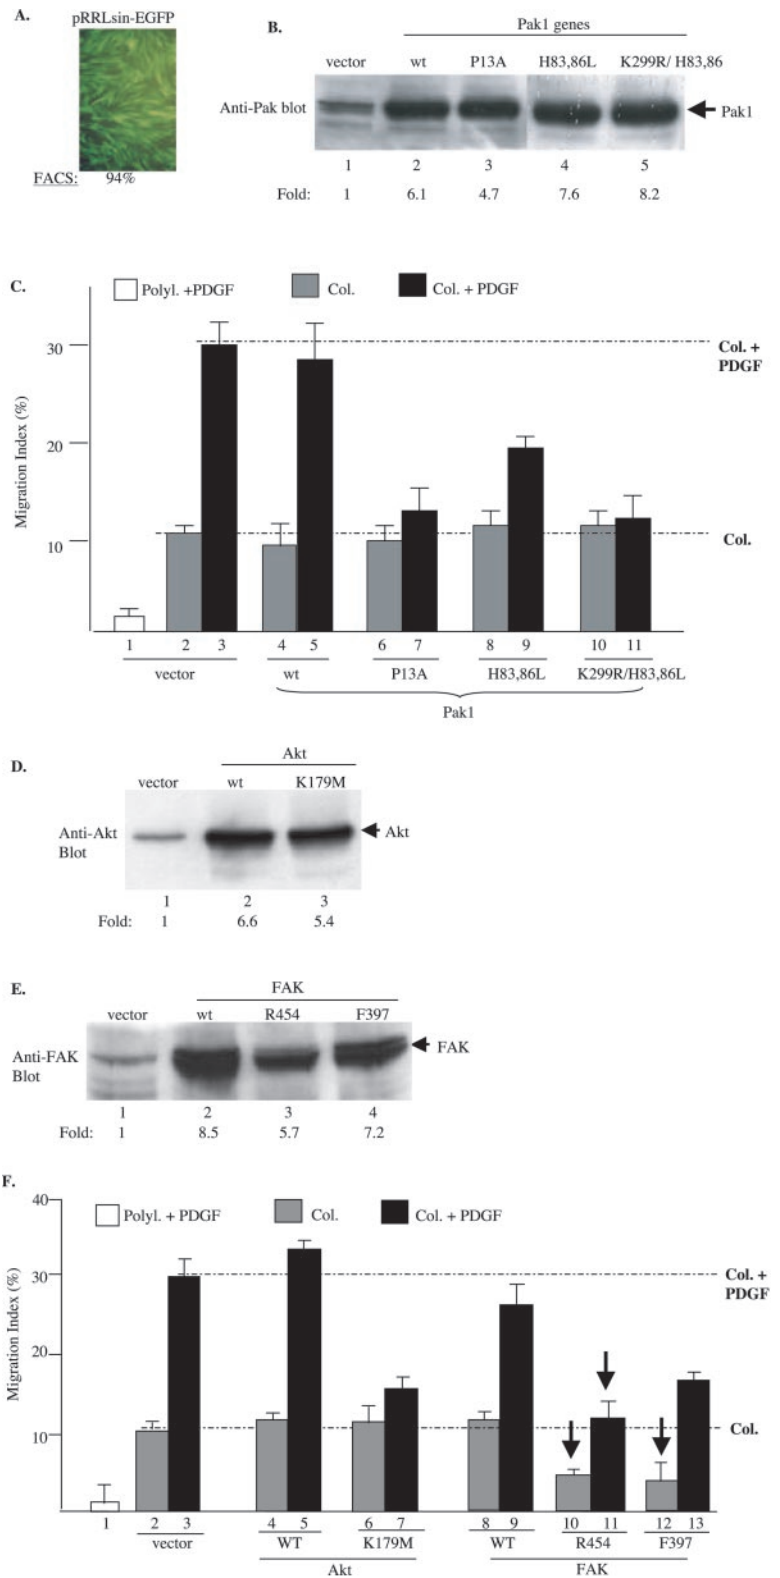 A.
pRRLsin-EGFP
FACS: 94%
B.
Pak1 genes
vector wt P13A H83,86L K299R/ H83,86
Anti-Pak blot
Pak1
1 2 3 4 5
Fold: 1 6.1 4.7 7.6 8.2
C.
Polyl. +PDGF Col. Col. + PDGF
Migration Index (%)
30
20
10
Col. +
PDGF
Col.
1 2 3 4 5 6 7 8 9 10 11
vector wt P13A H83,86L K299R/H83,86L
Pak1
D.
Akt
vector wt K179M
Anti-Akt
Blot
Akt
1 2 3
Fold: 1 6.6 5.4
E.
FAK
vector wt R454 F397
Anti-FAK
Blot
FAK
1 2 3 4
Fold: 1 8.5 5.7 7.2
F.
Polyl. + PDGF Col. Col. + PDGF
Migration Index (%)
40
30
20
10
Col. +
PDGF
Col.
1 2 3 4 5 6 7 8 9 10 11 12 13
vector WT K179M WT R454 F397
Akt FAK